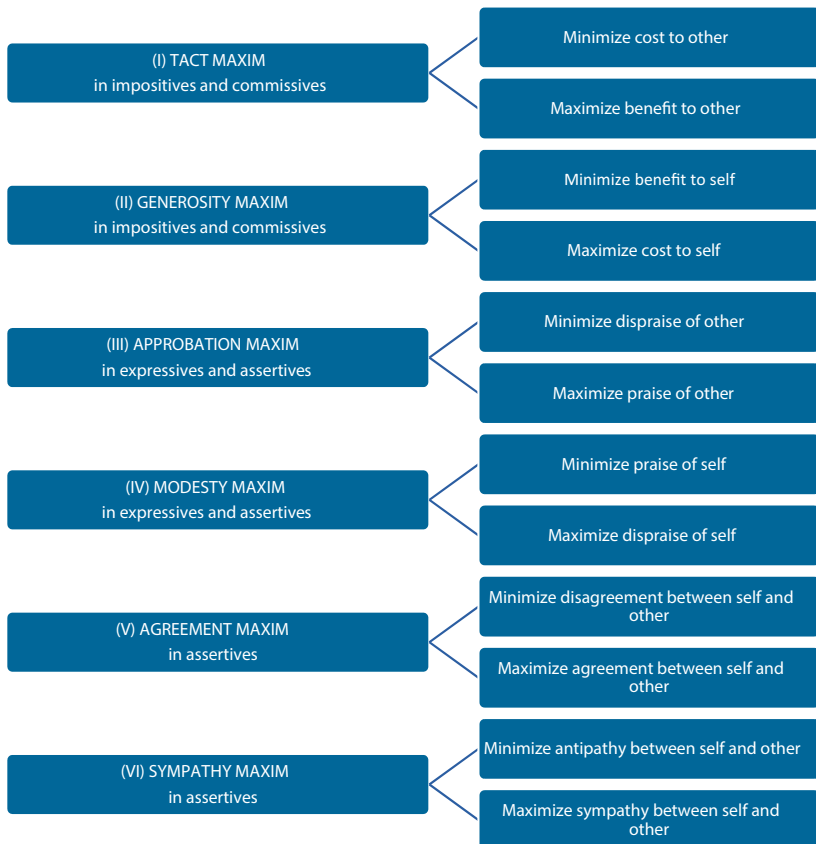 (I) TACT MAXIM
in impositives and commissives
Minimize cost to other
Maximize benefit to other
(II) GENEROSITY MAXIM
in impositives and commissives
Minimize benefit to self
Maximize cost to self
(III) APPROBATION MAXIM
in expressives and assertives
Minimize dispraise of other
Maximize praise of other
(IV) MODESTY MAXIM
in expressives and assertives
Minimize praise of self
Maximize dispraise of self
(V) AGREEMENT MAXIM
in assertives
Minimize disagreement between self and
other
Maximize agreement between self and
other
(VI) SYMPATHY MAXIM
in assertives
Minimize antipathy between self and other
Maximize sympathy between self and
other